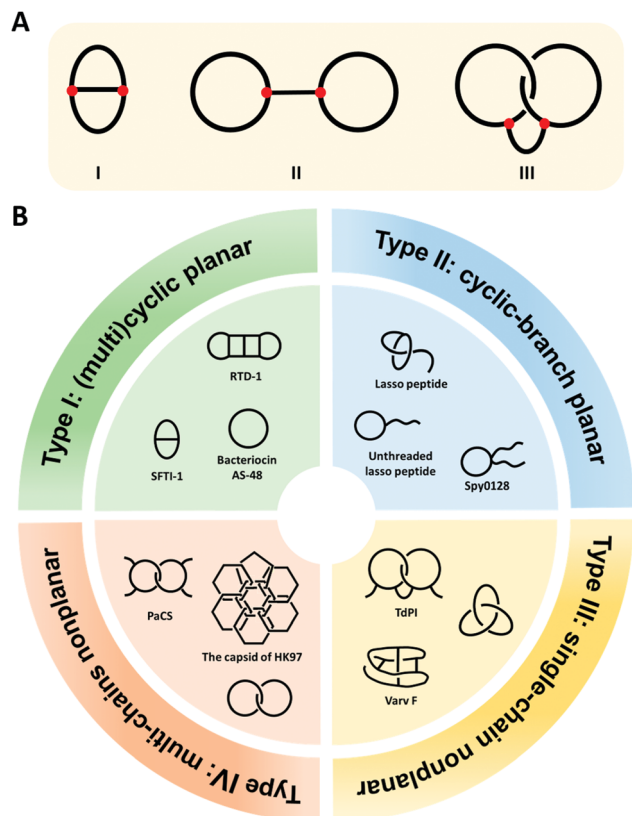 A
I
II
III
B
Type I: (multi)cyclic planar
Type II: cyclic-branch planar
RTD-1
Lasso peptide
SFTI-1
Bacteriocin
AS-48
Unthreaded
lasso peptide
Spy0128
PaCS
The capsid of HK97
TdPI
Varv F
Type IV: multi-chains nonplanar
Type III: single-chain nonplanar